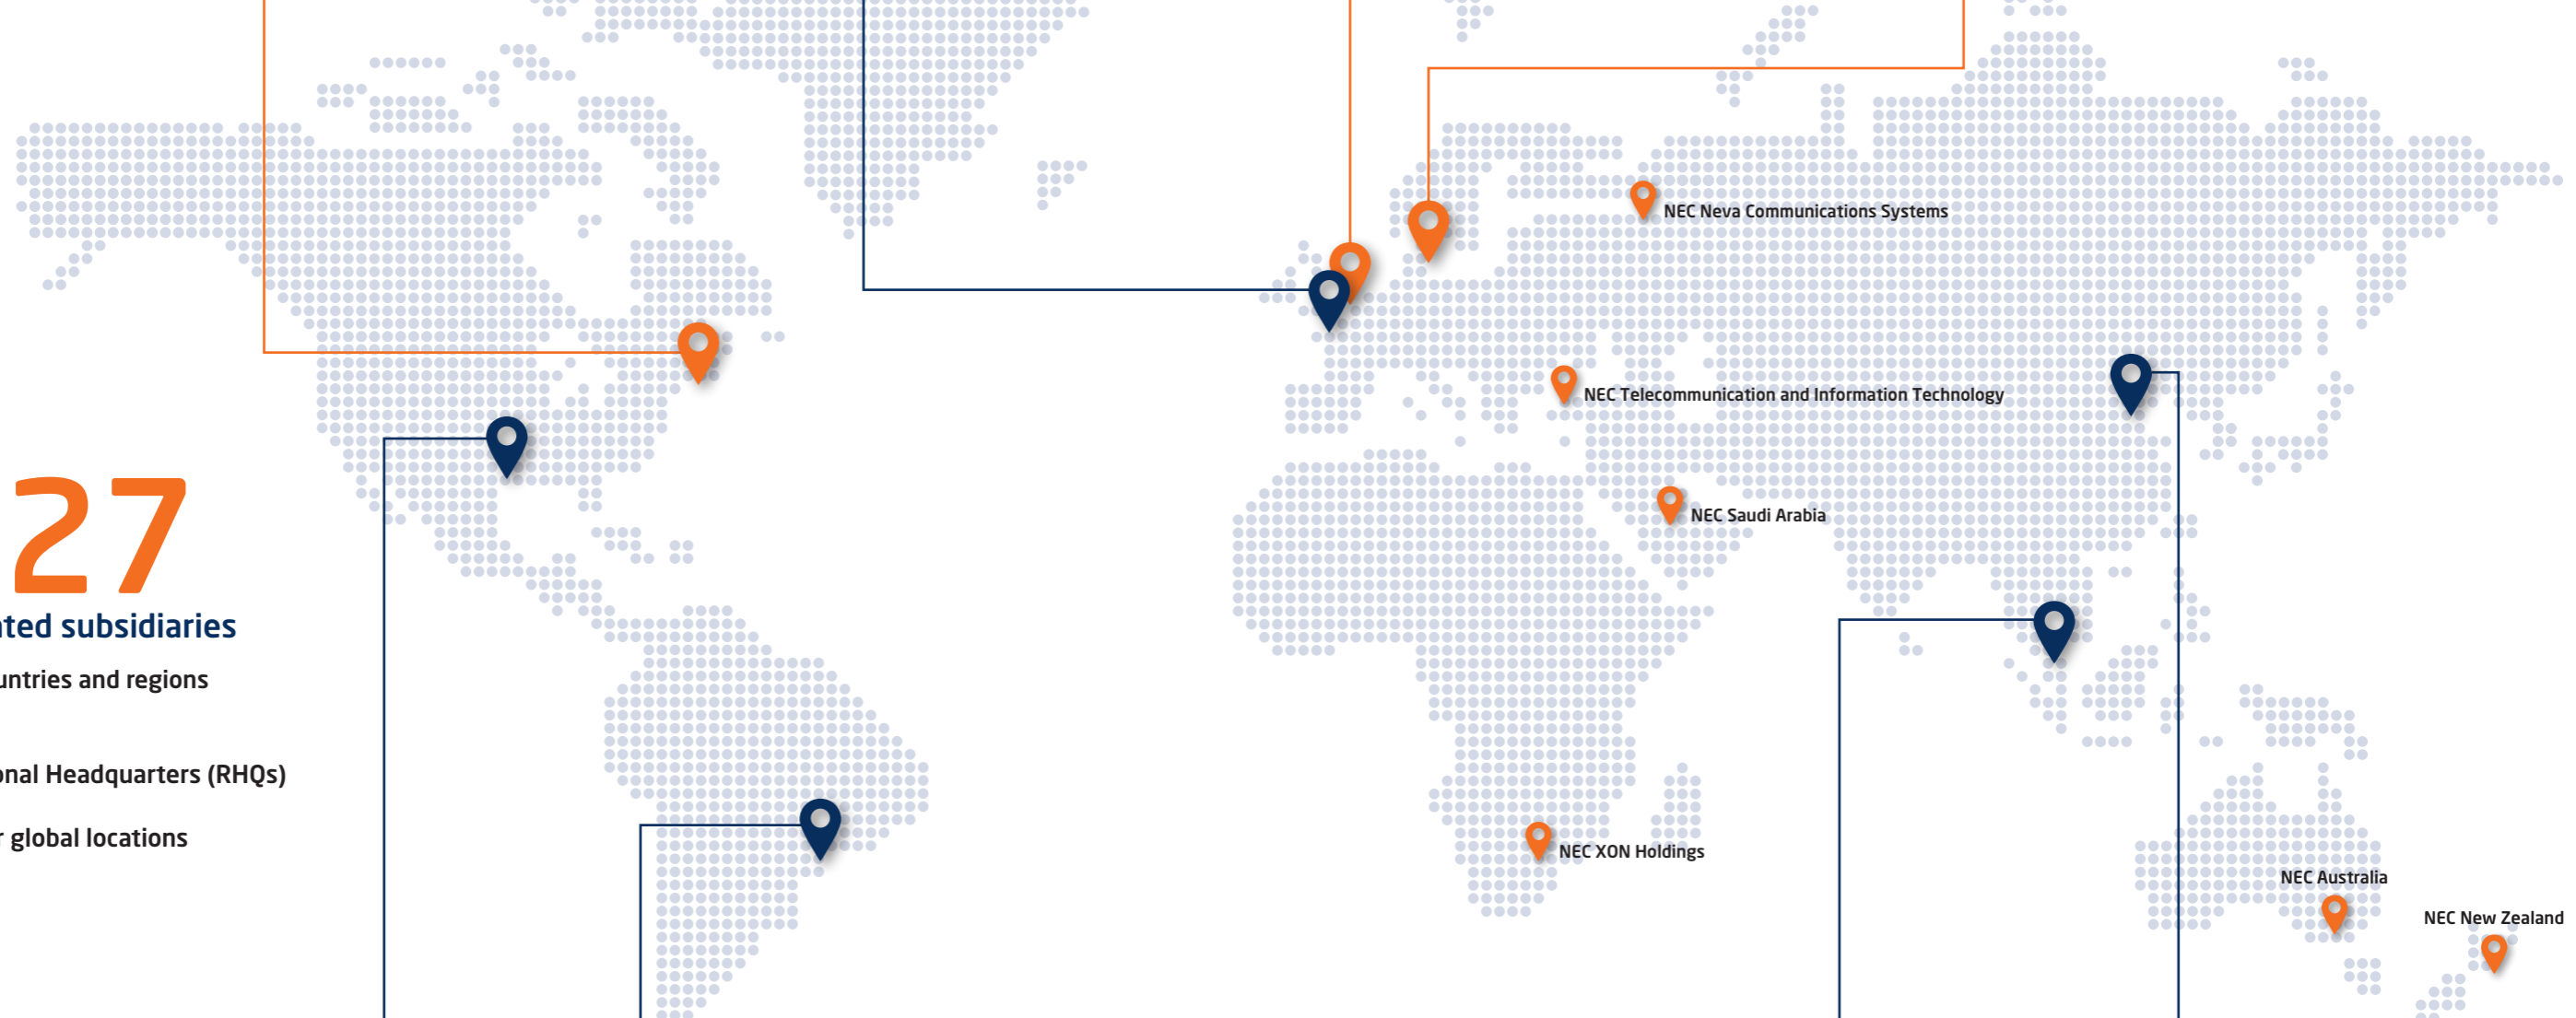 27
ated subsidiaries
untries and regions
onal Headquarters (RHQs)
r global locations
NEC Neva Communications Systems
NEC Telecommunication and Information Technology
NEC Saudi Arabia
NEC XON Holdings
NEC Australia
NEC New Zealand